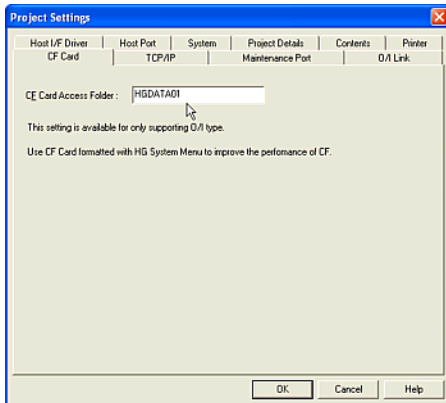 Project Settings
Host I/F Driver Host Port System Project Details Contents Printer
CF Card TCP/IP Maintenance Port O/I Link
CF Card Access Folder : HGDATA01
This setting is available for only supporting O/I type.
Use CF Card formatted with HG System Menu to improve the perfomance of CF.
OK Cancel Help